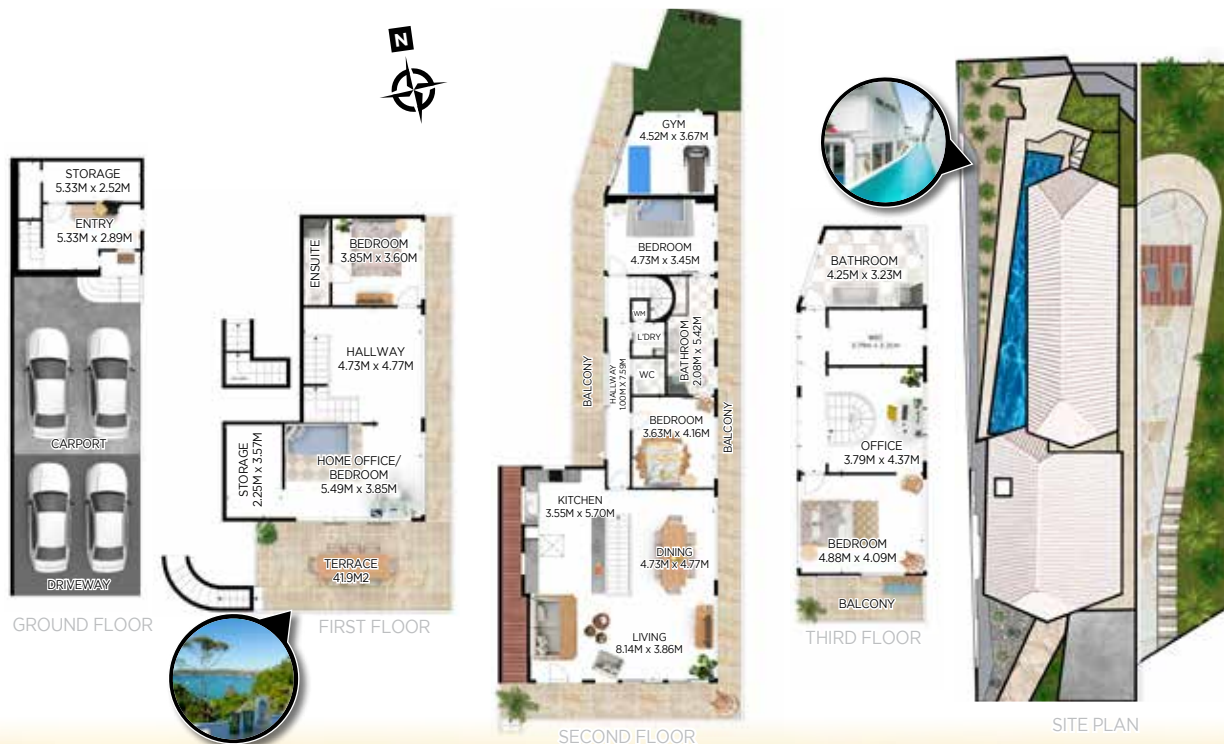 N
STORAGE
5.33M x 2.52M
ENTRY
5.33M x 2.89M
CARPORT
DRIVEWAY
GROUND FLOOR
ENSUITE
BEDROOM
3.85M x 3.60M
HALLWAY
4.73M x 4.77M
STORAGE
2.25M x 3.57M
HOME OFFICE/
BEDROOM
5.49M x 3.85M
TERRACE
41.9M2
FIRST FLOOR
GYM
4.52M x 3.67M
BEDROOM
4.73M x 3.45M
WM
L'DRY
WC
BATHROOM
2.08M x 5.42M
HALLWAY
1.00M X 7.59M
BALCONY
BALCONY
BEDROOM
3.63M x 4.16M
KITCHEN
3.55M x 5.70M
DINING
4.73M x 4.77M
LIVING
8.14M x 3.86M
SECOND FLOOR
BATHROOM
4.25M x 3.23M
OFFICE
3.79M x 4.37M
BEDROOM
4.88M x 4.09M
BALCONY
THIRD FLOOR
SITE PLAN